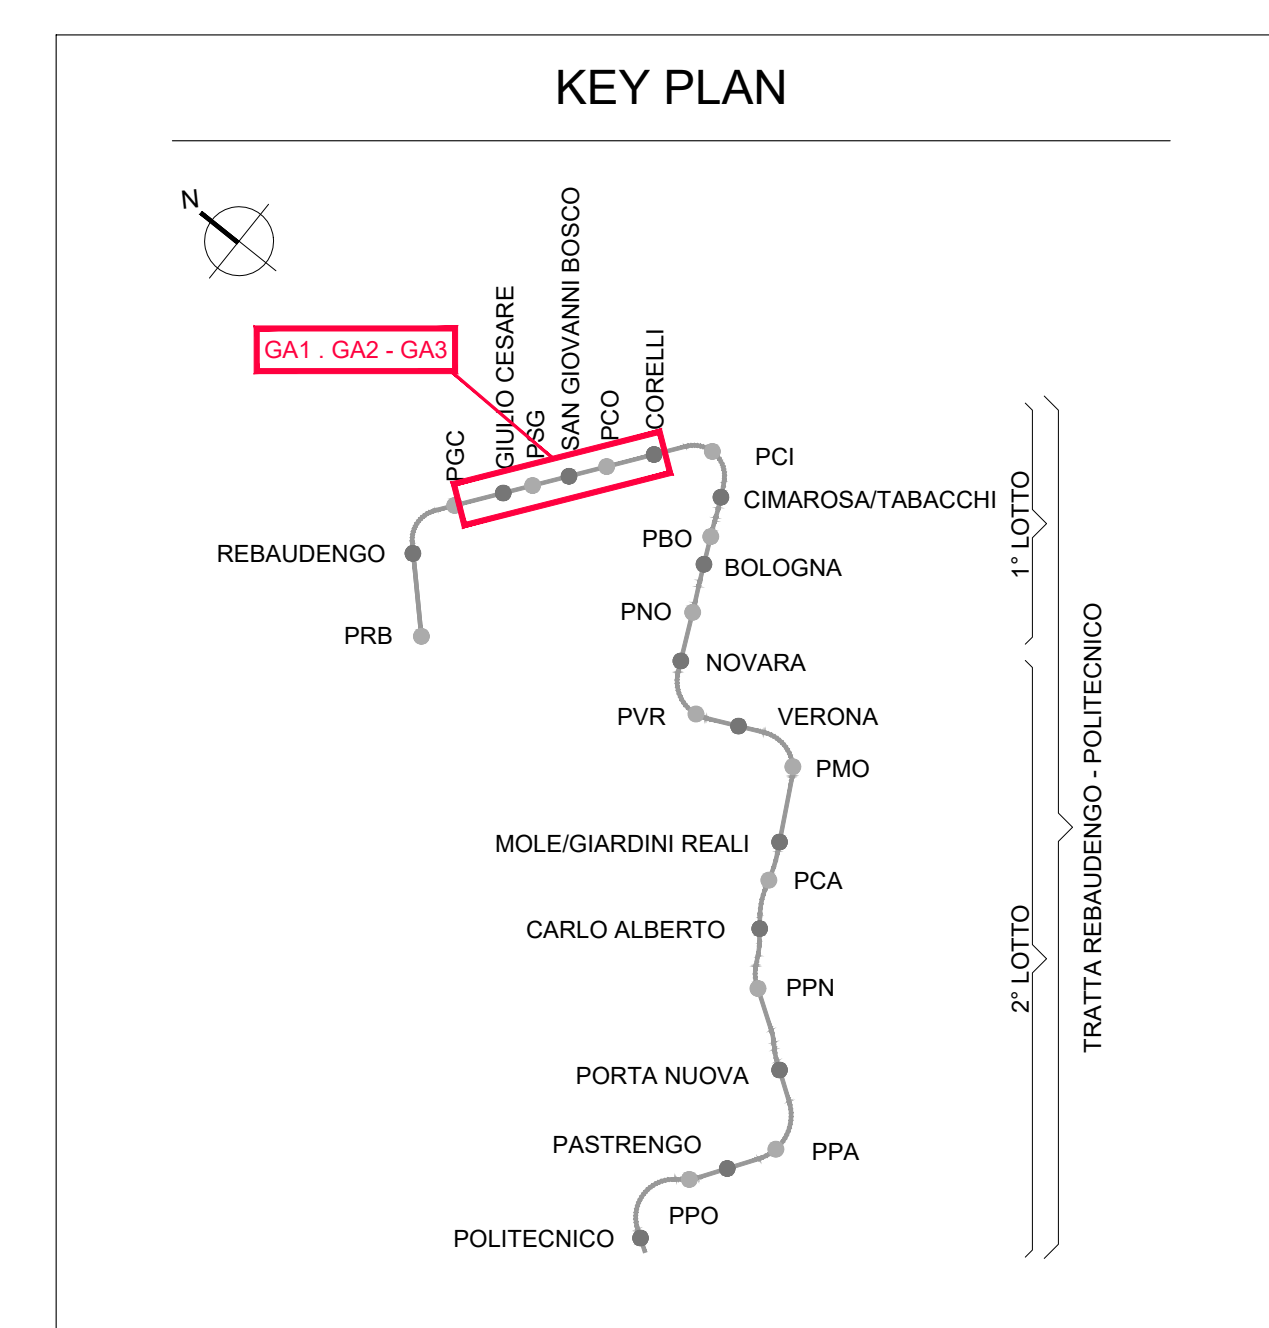 KEY PLAN
N
GA1 . GA2 - GA3
PGC
GIULIO CESARE
PSG
SAN GIOVANNI BOSCO
PCO
CORELLI
PCI
CIMAROSA/TABACCHI
PBO
BOLOGNA
REBAUDENGO
PNO
PRB
NOVARA
PVR
VERONA
PMO
MOLE/GIARDINI REALI
PCA
CARLO ALBERTO
PPN
PORTA NUOVA
PASTRENGO
PPA
PPO
POLITECNICO
1° LOTTO
2° LOTTO
TRATTA REBAUDENGO - POLITECNICO